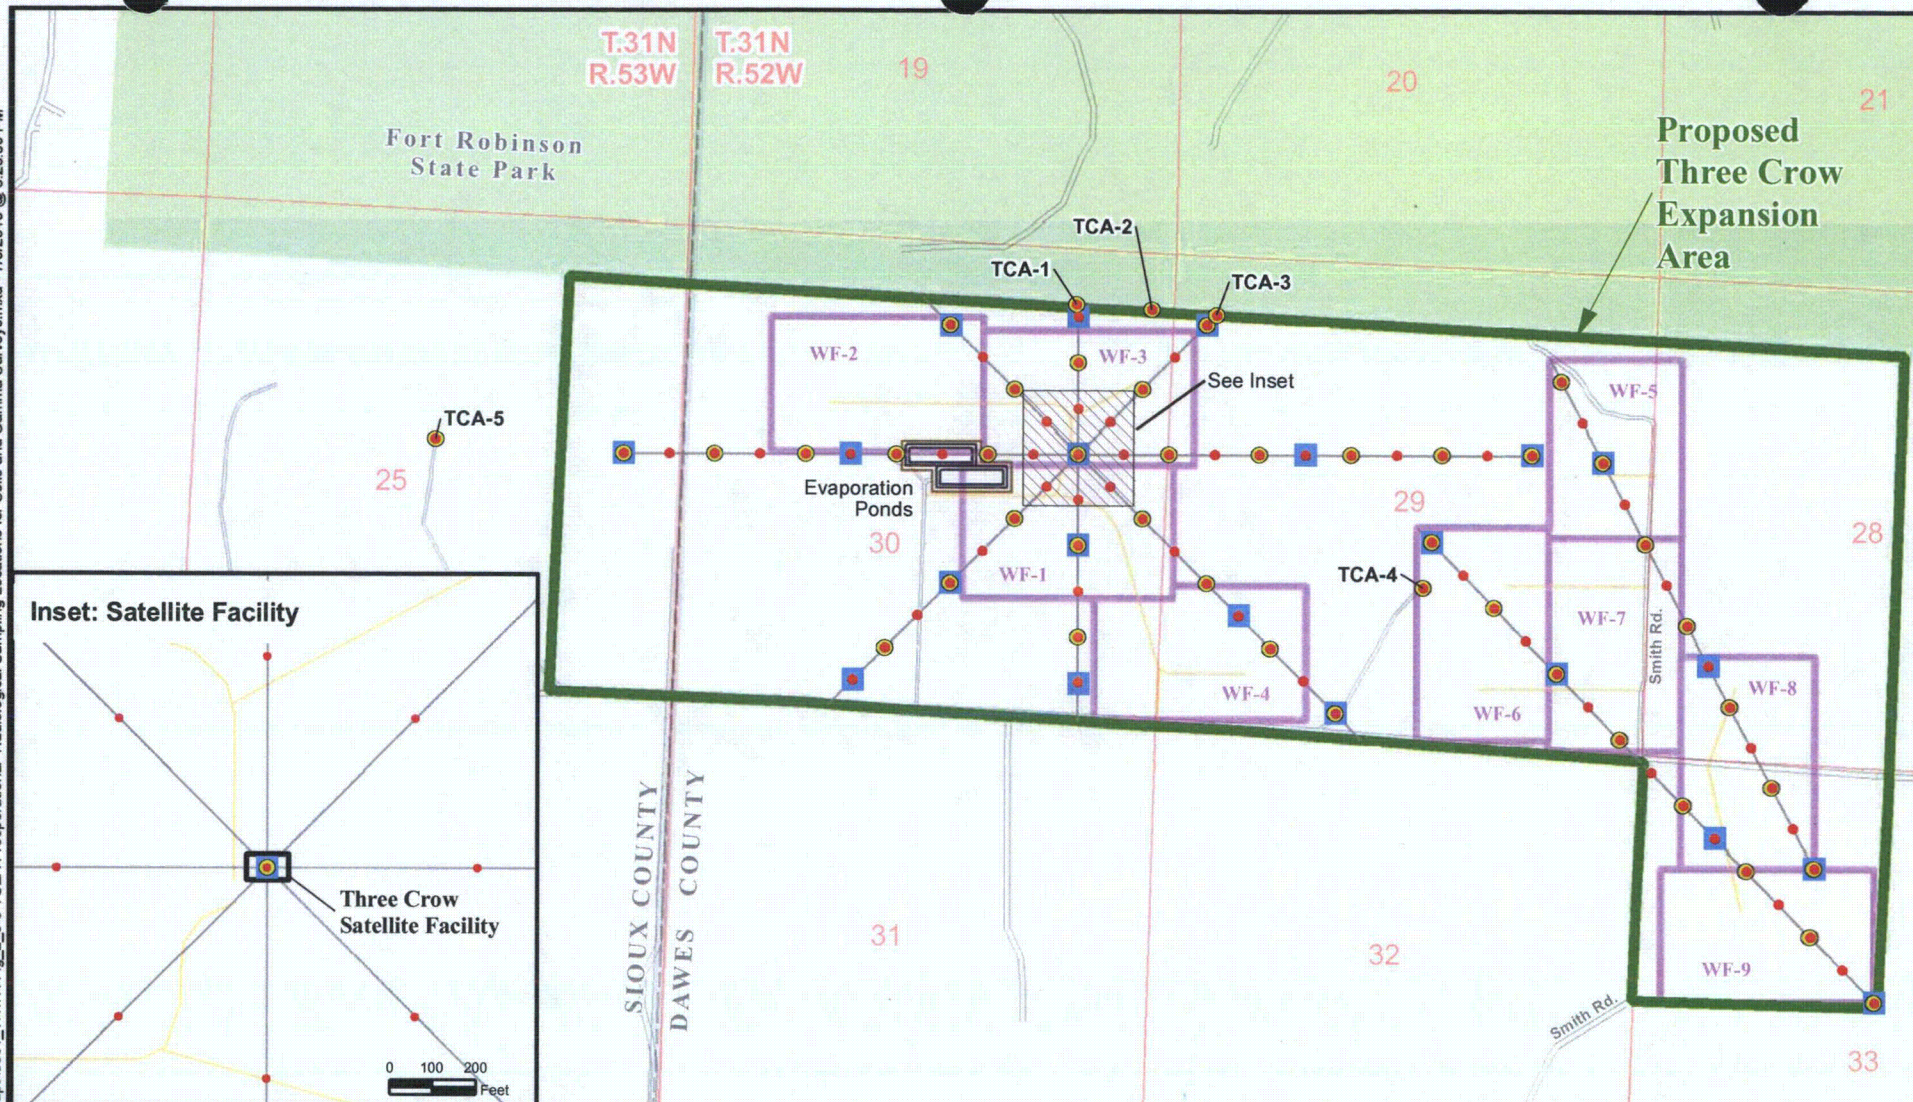 T.31N T.31N
R.53W R.52W
19
20
21
Fort Robinson
State Park
Proposed
Three Crow
Expansion
Area
TCA-2
TCA-1
TCA-3
WF-2
WF-3
See Inset
WF-5
TCA-5
25
Evaporation
Ponds
29
28
30
WF-1
TCA-4
WF-7
Smith Rd.
WF-4
WF-6
WF-8
Inset: Satellite Facility
Three Crow
Satellite Facility
0 100 200
Feet
SIOUX COUNTY
DAWES COUNTY
31
32
WF-9
Smith Rd.
33